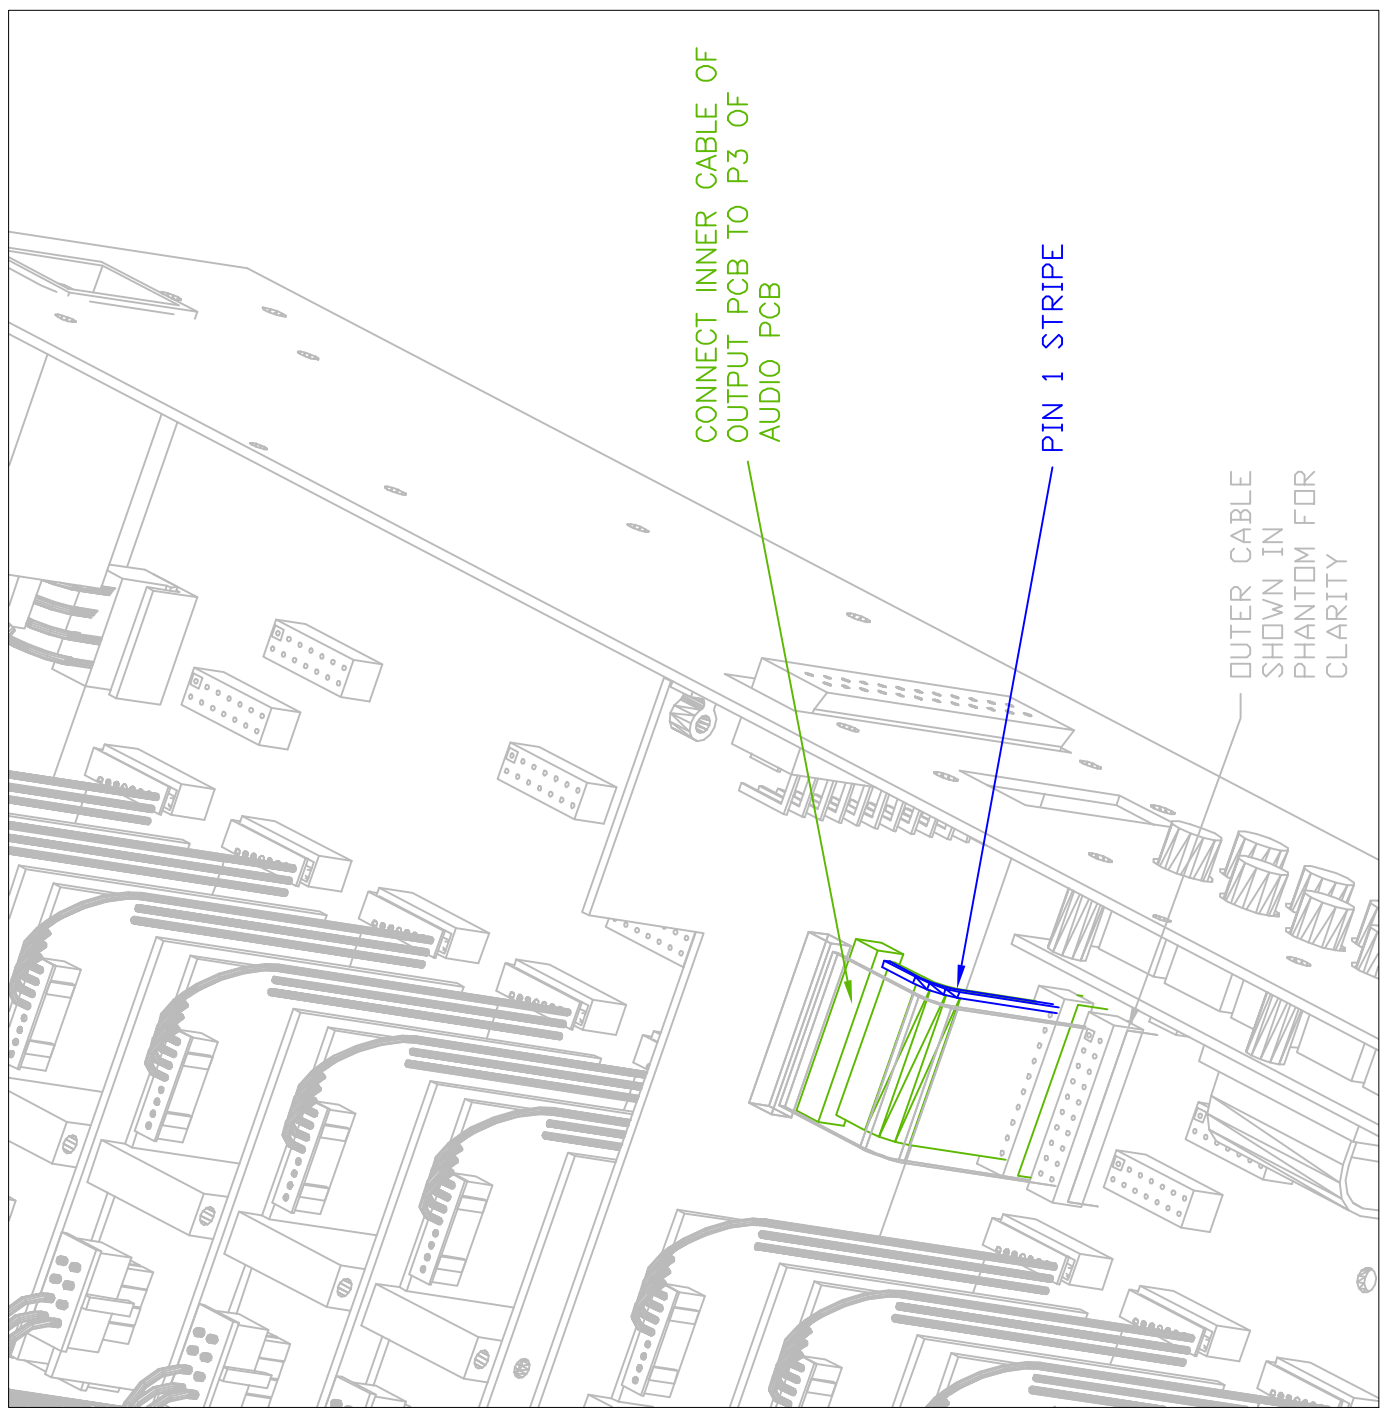 CONNECT INNER CABLE OF
OUTPUT PCB TO P3 OF
AUDIO PCB
PIN 1 STRIPE
OUTER CABLE
SHOWN IN
PHANTOM FOR
CLARITY